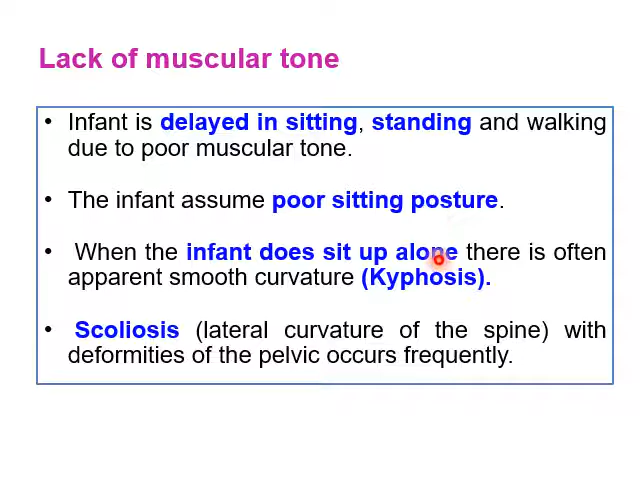 Lack of muscular tone
• Infant is delayed in sitting, standing and walking
due to poor muscular tone.
• The infant assume poor sitting posture.
• When the infant does sit up alone there is often
apparent smooth curvature (Kyphosis).
• Scoliosis (lateral curvature of the spine) with
deformities of the pelvic occurs frequently.